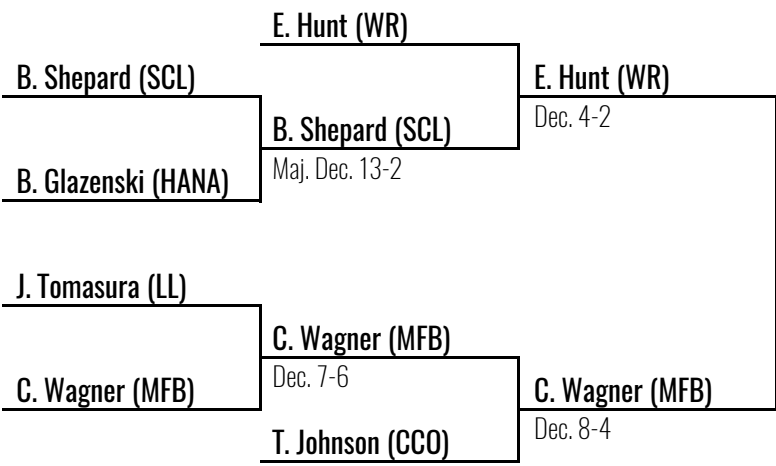 E. Hunt (WR)
B. Shepard (SCL)
E. Hunt (WR)
Dec. 4-2
B. Shepard (SCL)
Maj. Dec. 13-2
B. Glazenski (HANA)
J. Tomasura (LL)
C. Wagner (MFB)
Dec. 7-6
C. Wagner (MFB)
C. Wagner (MFB)
Dec. 8-4
T. Johnson (CCO)